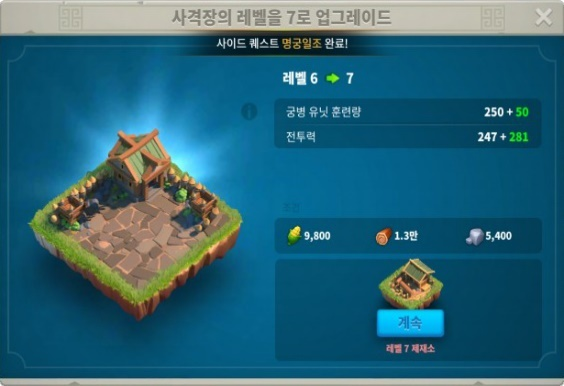 사격장의 레벨을 7로 업그레이드
사이드 퀘스트 명궁일조 완료!
레벨 6 7
궁병 유닛 훈련량 250 + 50
전투력 247 + 281
9,800 1.3만 5,400
계속
레벨 7 제재소